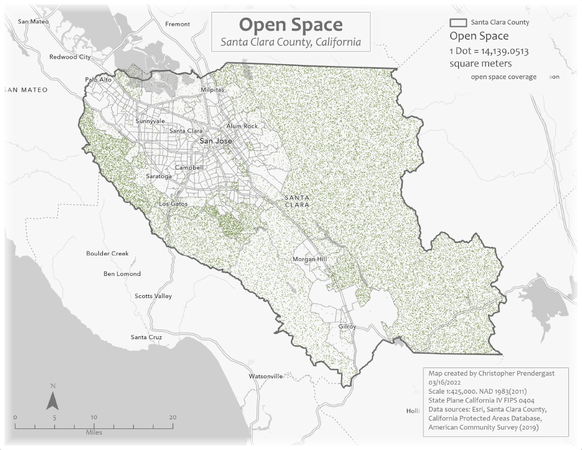 San Mateo
Fremont
Open Space
Santa Clara County, California
Santa Clara County
Open Space
1 Dot = 14,139.0513
square meters
open space coverage
on
Redwood City
Palo Alto
AN MATEO
Milpitas
Sunnyvale
Santa Clara
Alum Rock
San Jose
Campbell
Saratoga
Los Gatos
SANTA
CLARA
Boulder Creek
Morgan Hill
Ben Lomond
Scotts Valley
Gilroy
Santa Cruz
Watsonville
Holli
N
0 5 10 20
Miles
Map created by Christopher Prendergast
03/16/2022
Scale 1:425,000. NAD 1983(2011)
State Plane California IV FIPS 0404
Data sources: Esri, Santa Clara County,
California Protected Areas Database,
American Community Survey (2019)